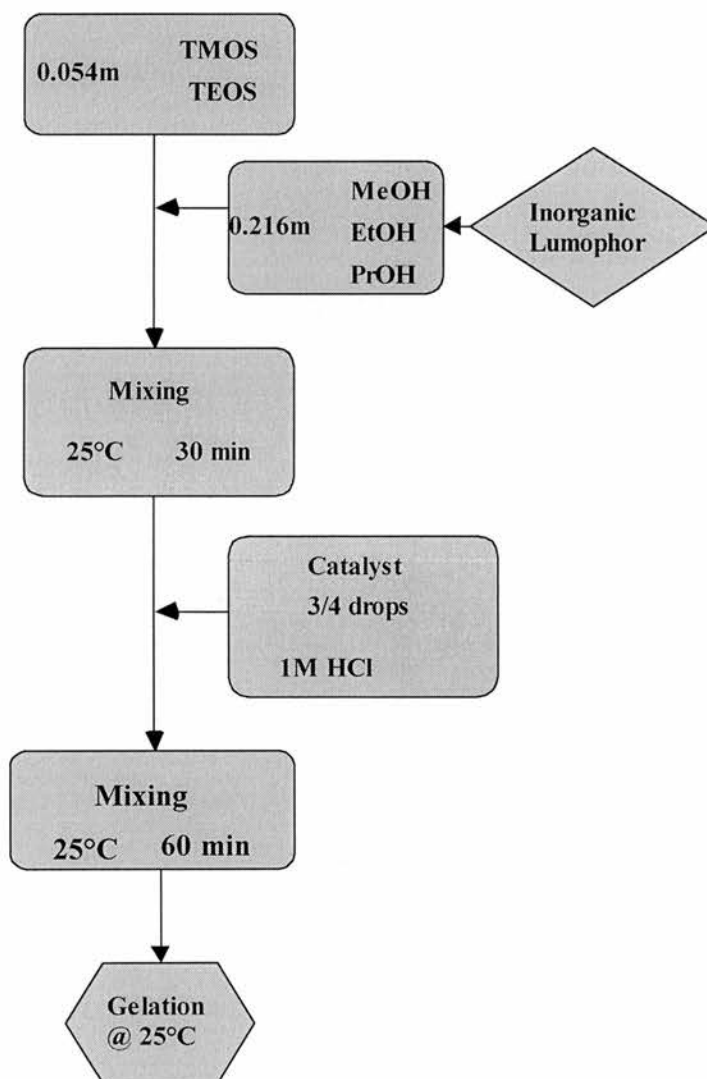 TMOS
0.054m
TEOS
MeOH
0.216m
EtOH
PrOH
Inorganic
Lumophor
Mixing
25°C 30 min
Catalyst
3/4 drops
1M HCl
Mixing
25°C 60 min
Gelation
@ 25°C